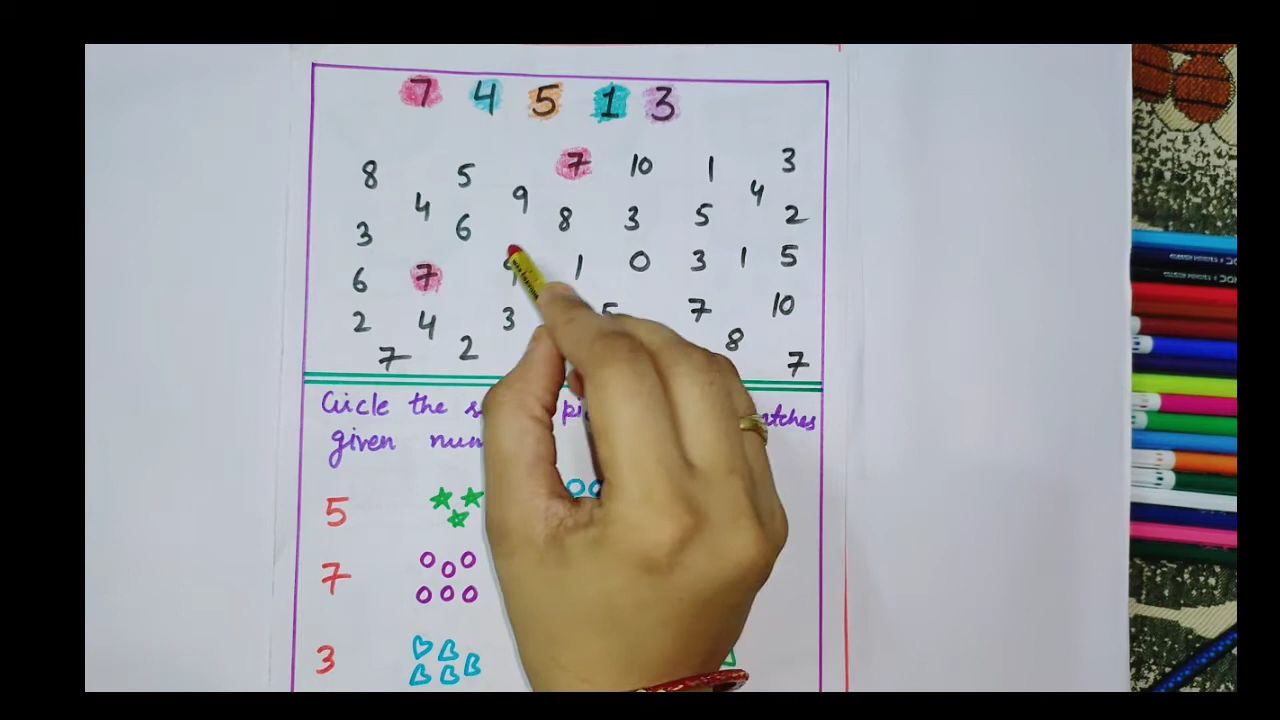 7 4 5 1 3
8 5 7 10 1 3
4 9 4
3 6 8 3 5 2
6 7 1 0 3 1 5
2 4 3 7 10
7 2 8 7
Circle the
given
5
7
3